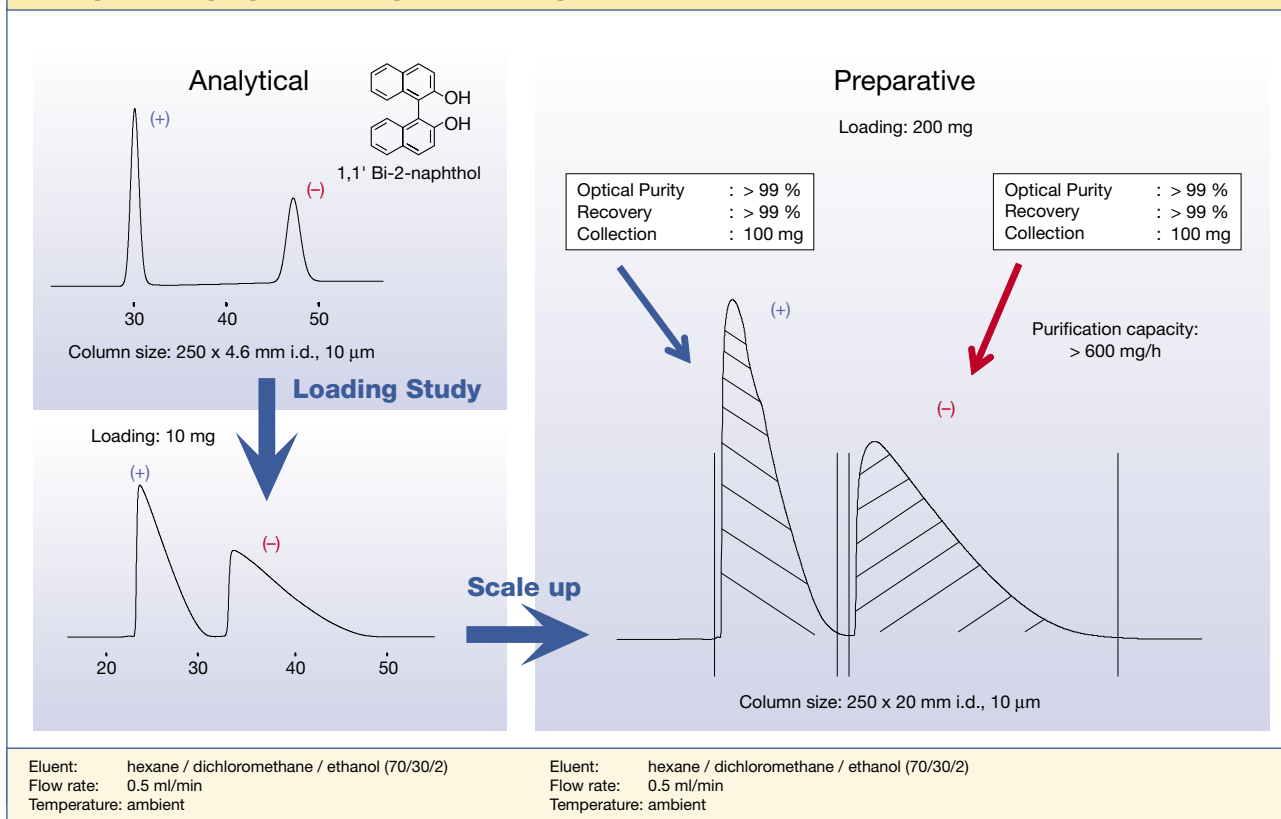 Analytical
(+)
OH
OH
1,1' Bi-2-naphthol
(–)
30 40 50
Column size: 250 x 4.6 mm i.d., 10 μm
Loading Study
Loading: 10 mg
(+)
(–)
20 30 40 50
Scale up
Preparative
Loading: 200 mg
Optical Purity : > 99 %
Recovery : > 99 %
Collection : 100 mg
Optical Purity : > 99 %
Recovery : > 99 %
Collection : 100 mg
(+)
Purification capacity:
> 600 mg/h
(–)
Column size: 250 x 20 mm i.d., 10 μm
Eluent: hexane / dichloromethane / ethanol (70/30/2)
Flow rate: 0.5 ml/min
Temperature: ambient
Eluent: hexane / dichloromethane / ethanol (70/30/2)
Flow rate: 0.5 ml/min
Temperature: ambient